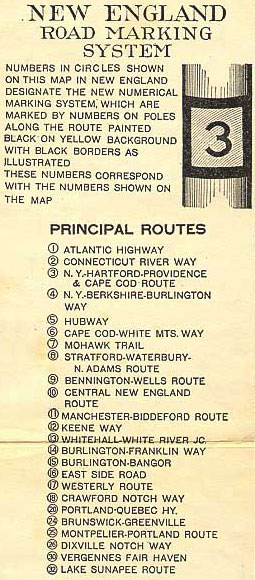 NEW ENGLAND
ROAD MARKING
SYSTEM
NUMBERS IN CIRCLES SHOWN
ON THIS MAP IN NEW ENGLAND
DESIGNATE THE NEW NUMERICAL
MARKING SYSTEM, WHICH ARE
MARKED BY NUMBERS ON POLES
ALONG THE ROUTE PAINTED
BLACK ON YELLOW BACKGROUND
WITH BLACK BORDERS AS
ILLUSTRATED
THESE NUMBERS CORRESPOND
WITH THE NUMBERS SHOWN ON
THE MAP
3
PRINCIPAL ROUTES
1 ATLANTIC HIGHWAY
2 CONNECTICUT RIVER WAY
3 N.Y.-HARTFORD-PROVIDENCE
& CAPE COD ROUTE
4 N.Y.-BERKSHIRE-BURLINGTON
WAY
5 HUBWAY
6 CAPE COD-WHITE MTS. WAY
7 MOHAWK TRAIL
8 STRATFORD-WATERBURY-
N. ADAMS ROUTE
9 BENNINGTON-WELLS ROUTE
10 CENTRAL NEW ENGLAND
ROUTE
11 MANCHESTER-BIDDEFORD ROUTE
12 KEENE WAY
13 WHITEHALL-WHITE RIVER JC.
14 BURLINGTON-FRANKLIN WAY
15 BURLINGTON-BANGOR
16 EAST SIDE ROAD
17 WESTERLY ROUTE
18 CRAWFORD NOTCH WAY
20 PORTLAND-QUEBEC HY.
24 BRUNSWICK-GREENVILLE
25 MONTPELIER-PORTLAND ROUTE
26 DIXVILLE NOTCH WAY
30 VERGENNES FAIR HAVEN
32 LAKE SUNAPEE ROUTE